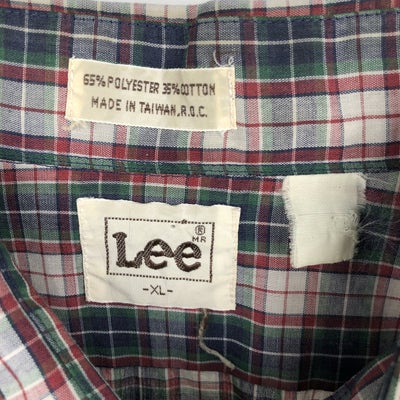 65% POLYESTER 35% COTTON
MADE IN TAIWAN, R.O.C.
Lee ® MR
-XL-